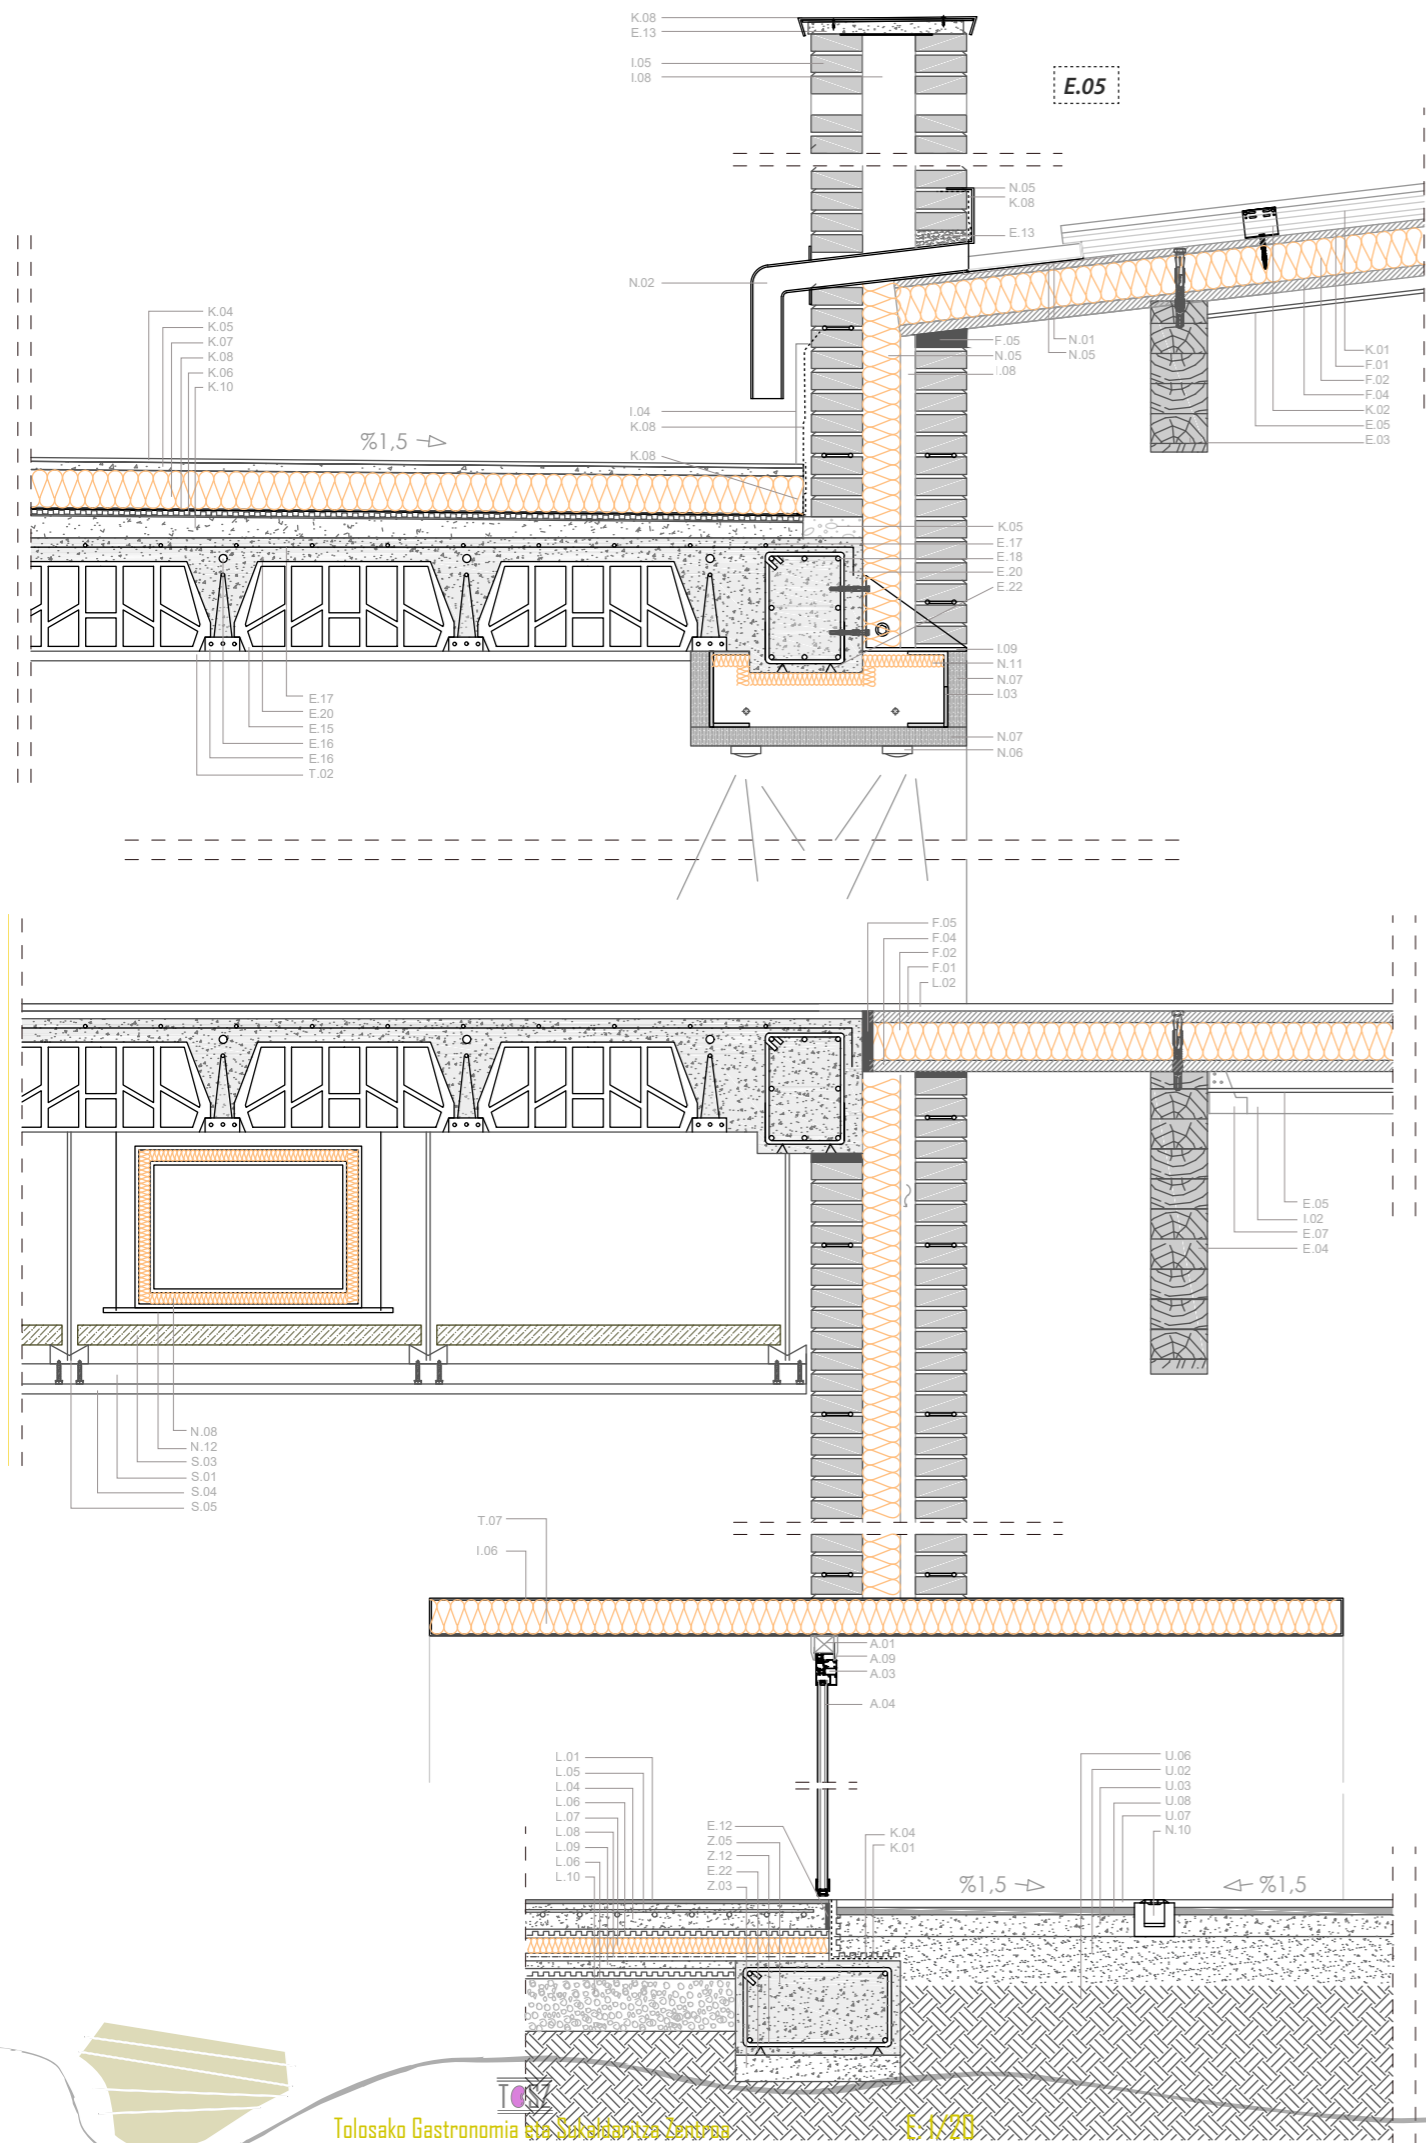 K.08
E.13
I.05
I.08
E.05
N.05
K.08
E.13
N.02
K.04
K.05
K.07
K.08
K.06
K.10
F.05
N.05
I.08
N.01
N.05
K.01
F.01
F.02
F.04
K.02
E.05
E.03
I.04
K.08
%1,5
K.08
K.05
E.17
E.18
E.20
E.22
I.09
N.11
N.07
I.03
N.07
N.06
E.17
E.20
E.15
E.16
E.16
T.02
F.05
F.04
F.02
F.01
L.02
E.05
I.02
E.07
E.04
N.08
N.12
S.03
S.01
S.04
S.05
T.07
I.06
A.01
A.09
A.03
A.04
L.01
L.05
L.04
L.06
L.07
L.08
L.09
L.06
L.10
E.12
Z.05
Z.12
E.22
Z.03
K.04
K.01
U.06
U.02
U.03
U.08
U.07
N.10
%1,5
%1,5
TOSZ
Tolosako Gastronomia eta Sukaldaritza Zentroa
E:1/20